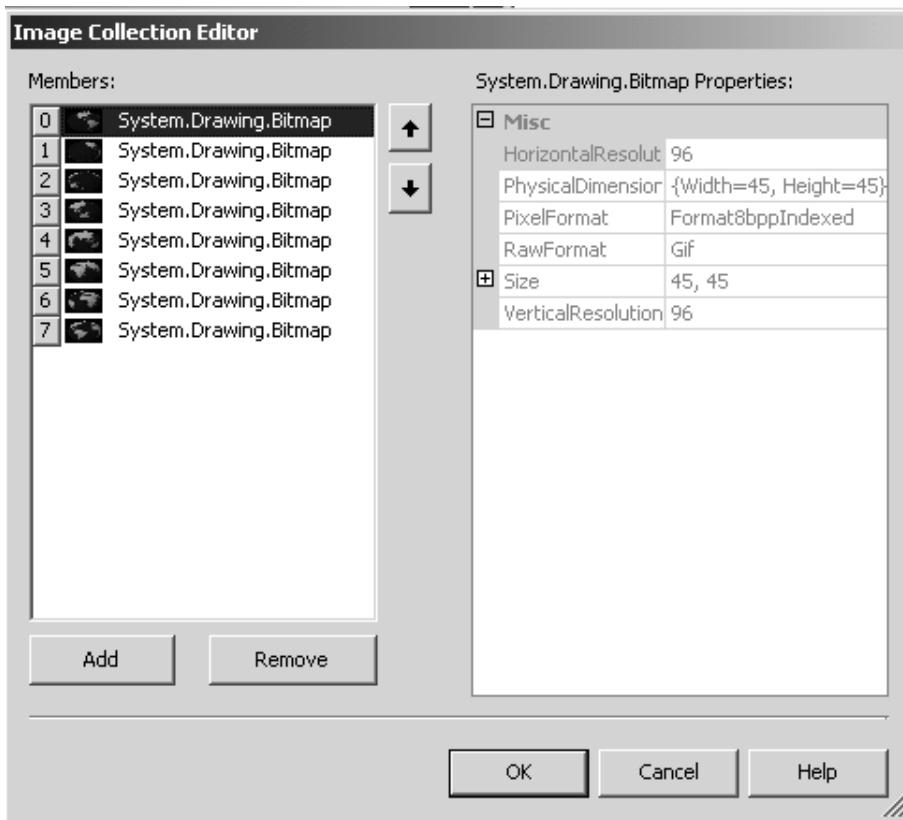 Image Collection Editor
Members:
System.Drawing.Bitmap Properties:
0 System.Drawing.Bitmap
1 System.Drawing.Bitmap
2 System.Drawing.Bitmap
3 System.Drawing.Bitmap
4 System.Drawing.Bitmap
5 System.Drawing.Bitmap
6 System.Drawing.Bitmap
7 System.Drawing.Bitmap
Misc
HorizontalResolut 96
PhysicalDimension {Width=45, Height=45}
PixelFormat Format8bppIndexed
RawFormat Gif
Size 45, 45
VerticalResolution 96
Add Remove
OK Cancel Help